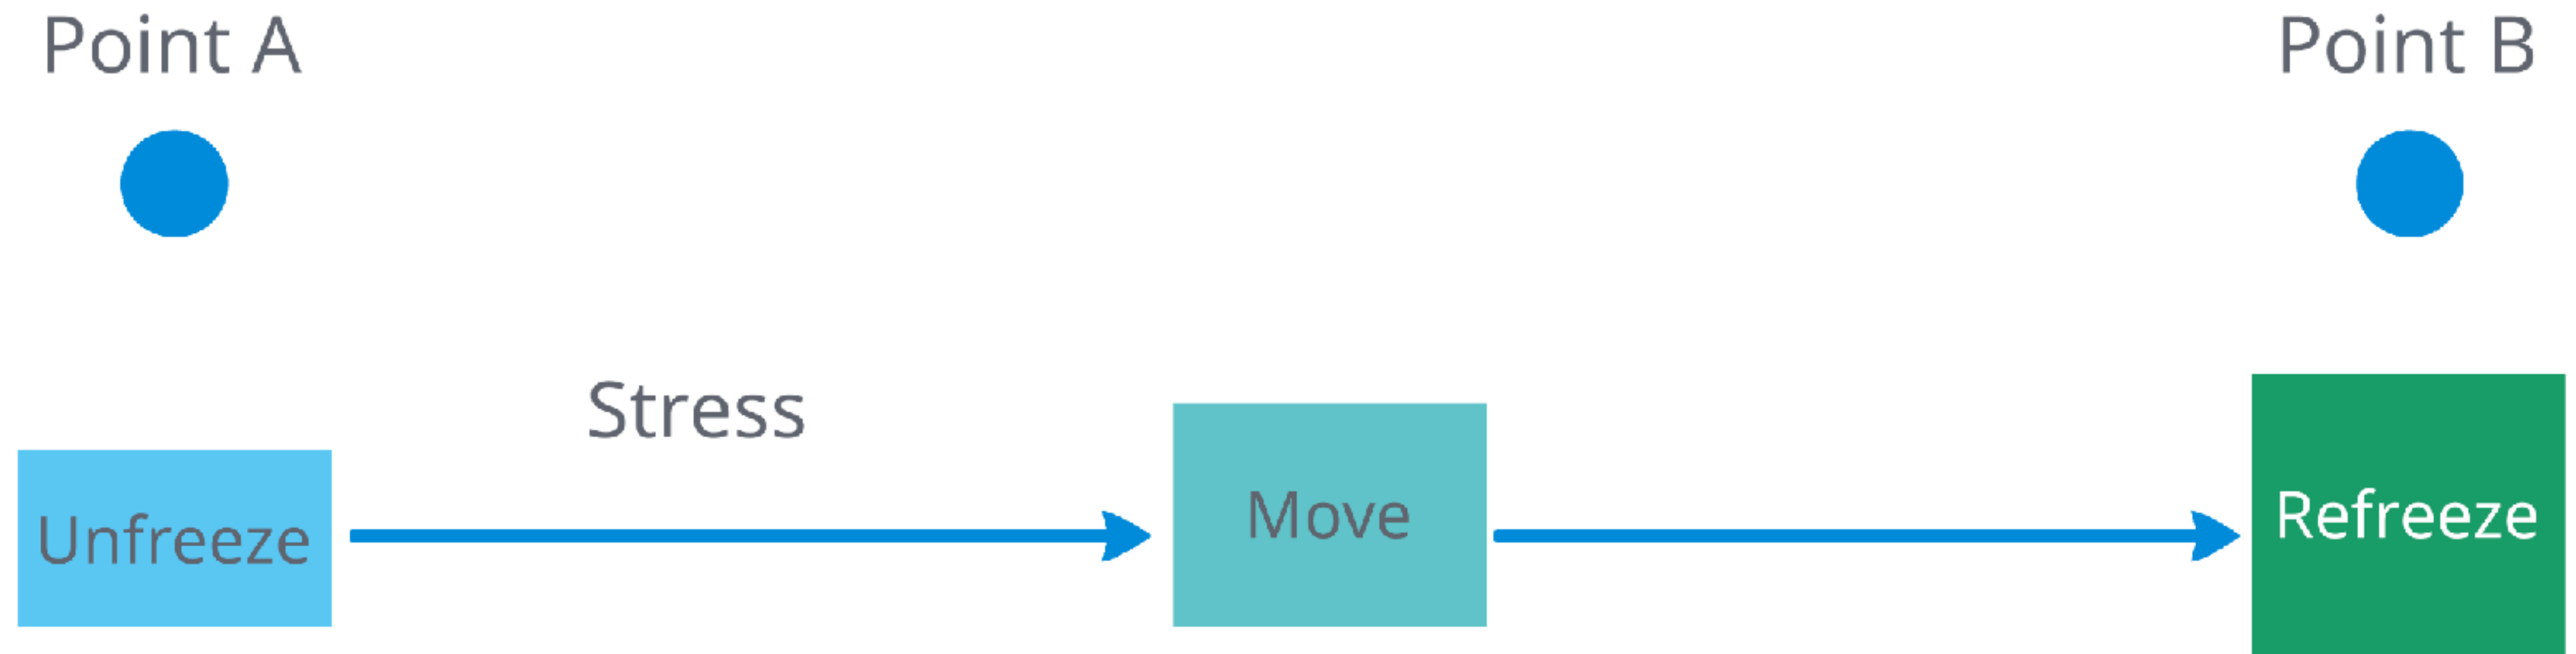 Point A
Point B
Stress
Unfreeze
Move
Refreeze